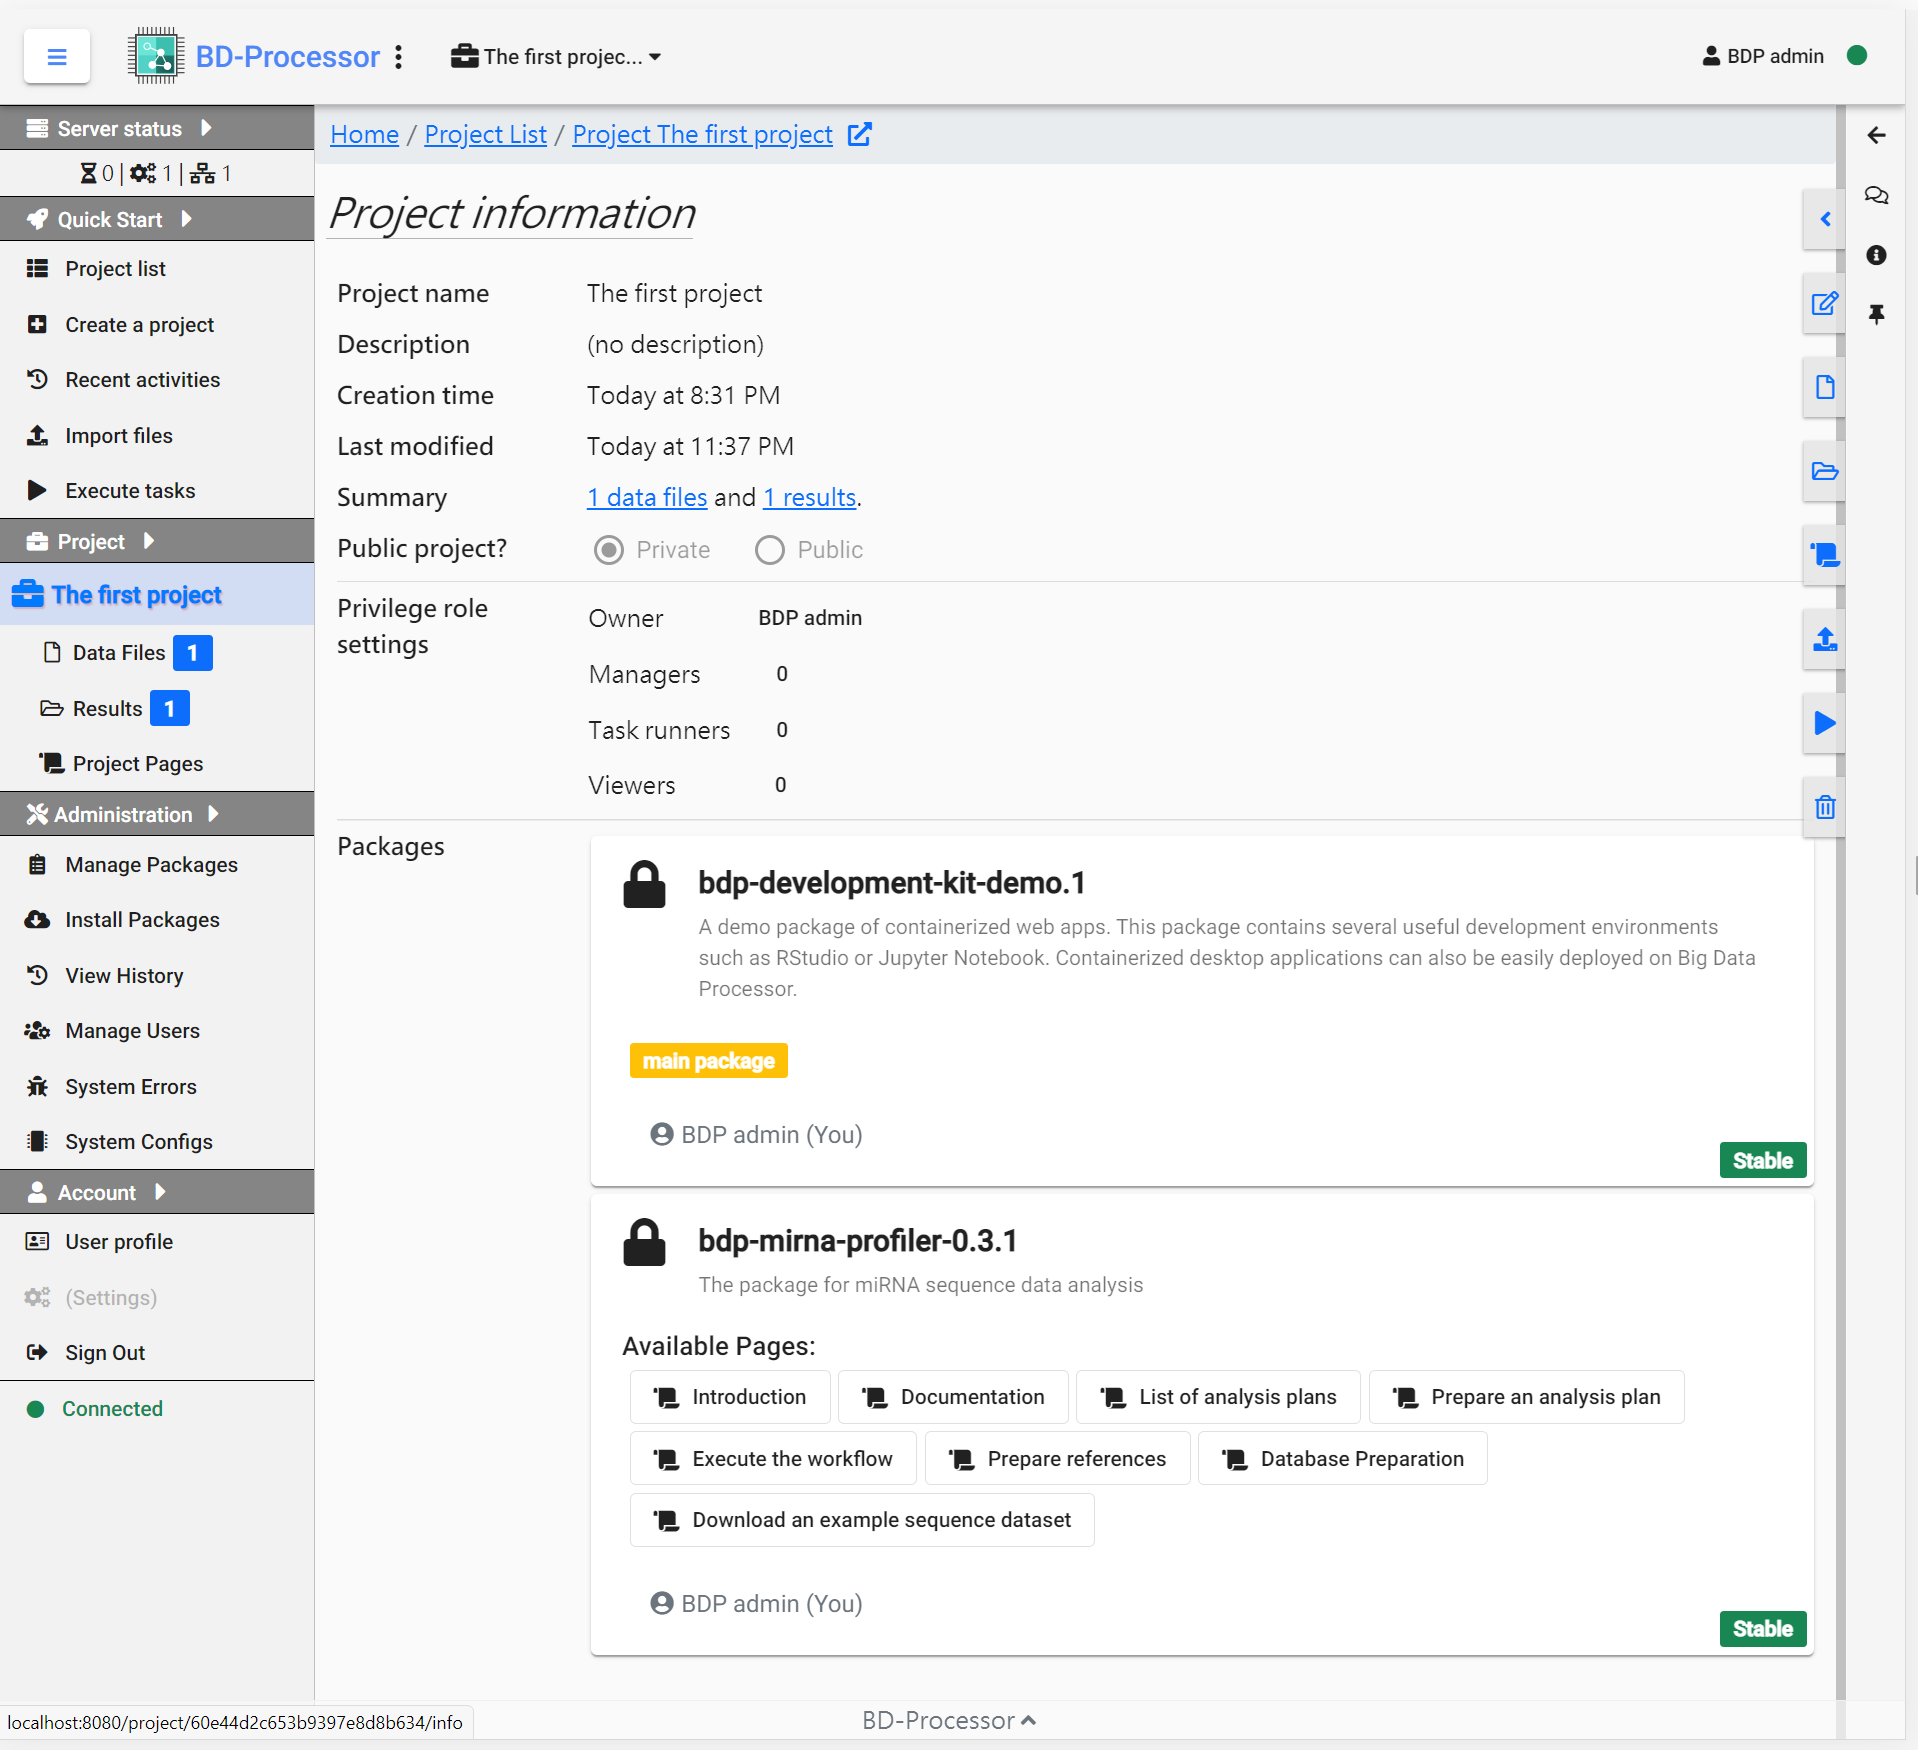 BD-Processor
The first projec...
BDP admin
Server status
0 | 1 | 1
Quick Start
Project list
Create a project
Recent activities
Import files
Execute tasks
Project
The first project
Data Files 1
Results 1
Project Pages
Administration
Manage Packages
Install Packages
View History
Manage Users
System Errors
System Configs
Account
User profile
(Settings)
Sign Out
Connected
Home / Project List / Project The first project
Project information
Project name The first project
Description (no description)
Creation time Today at 8:31 PM
Last modified Today at 11:37 PM
Summary 1 data files and 1 results.
Public project? Private Public
Privilege role
settings
Owner BDP admin
Managers 0
Task runners 0
Viewers 0
Packages
bdp-development-kit-demo.1
A demo package of containerized web apps. This package contains several useful development environments
such as RStudio or Jupyter Notebook. Containerized desktop applications can also be easily deployed on Big Data
Processor.
main package
BDP admin (You)
Stable
bdp-mirna-profiler-0.3.1
The package for miRNA sequence data analysis
Available Pages:
Introduction Documentation List of analysis plans Prepare an analysis plan
Execute the workflow Prepare references Database Preparation
Download an example sequence dataset
BDP admin (You)
Stable
localhost:8080/project/60e44d2c653b9397e8d8b634/info
BD-Processor